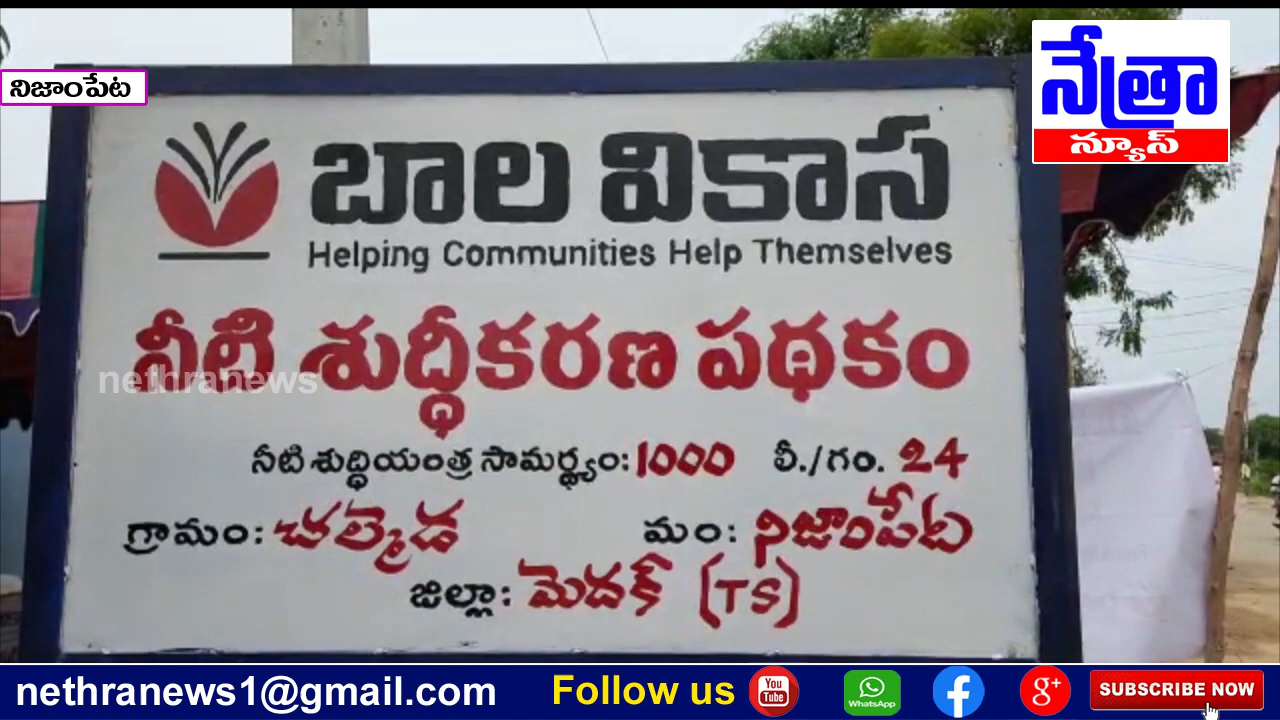 నిజాంపేట
నేత్రా
న్యూస్
బాల వికాస
Helping Communities Help Themselves
నీటి శుద్ధీకరణ పథకం
nethranews
నీటి శుద్ధియంత్ర సామర్థ్యం: 1000 లీ./గం. 24
గ్రామం: చల్మెడ మం: నిజాంపేట
జిల్లా: మెదక్ (TS)
nethranews1@gmail.com Follow us You Tube WhatsApp f g+ SUBSCRIBE NOW